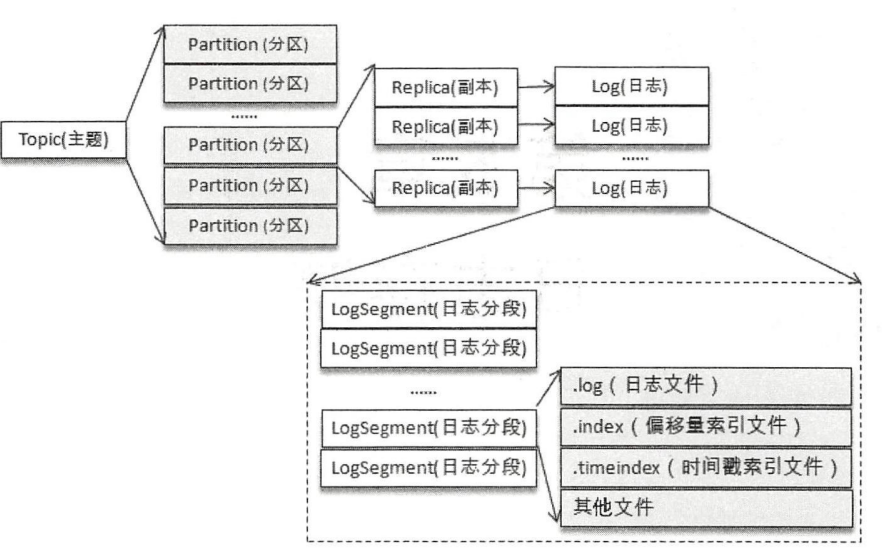 Topic(主题)
Partition (分区)
Partition (分区)
......
Partition (分区)
Partition (分区)
Partition (分区)
Replica(副本)
Replica(副本)
......
Replica(副本)
Log(日志)
Log(日志)
......
Log(日志)
LogSegment(日志分段)
LogSegment(日志分段)
......
LogSegment(日志分段)
LogSegment(日志分段)
.log（日志文件）
.index（偏移量索引文件）
.timeindex（时间戳索引文件）
其他文件